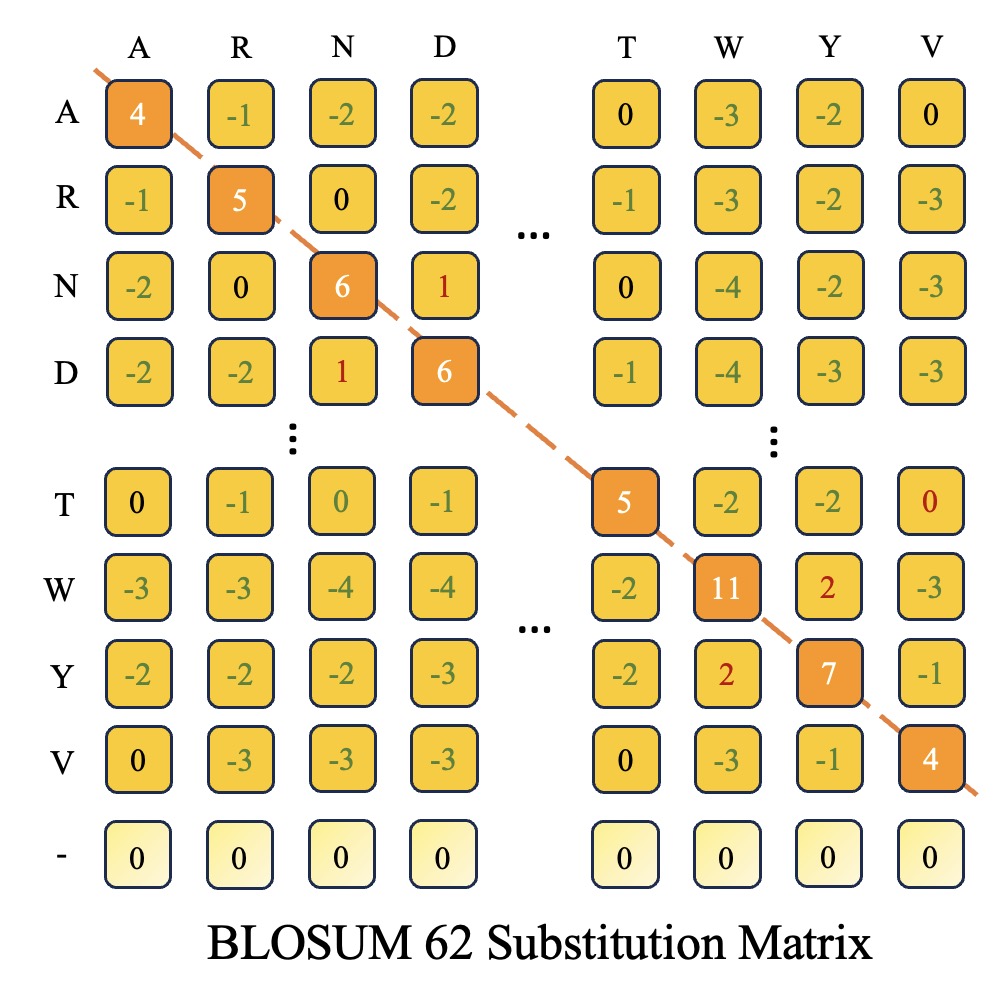 A R N D T W Y V
A 4 -1 -2 -2 0 -3 -2 0
R -1 5 0 -2 -1 -3 -2 -3
...
N -2 0 6 1 0 -4 -2 -3
D -2 -2 1 6 -1 -4 -3 -3
⋮ ⋮
T 0 -1 0 -1 5 -2 -2 0
W -3 -3 -4 -4 -2 11 2 -3
...
Y -2 -2 -2 -3 -2 2 7 -1
V 0 -3 -3 -3 0 -3 -1 4
- 0 0 0 0 0 0 0 0
BLOSUM 62 Substitution Matrix